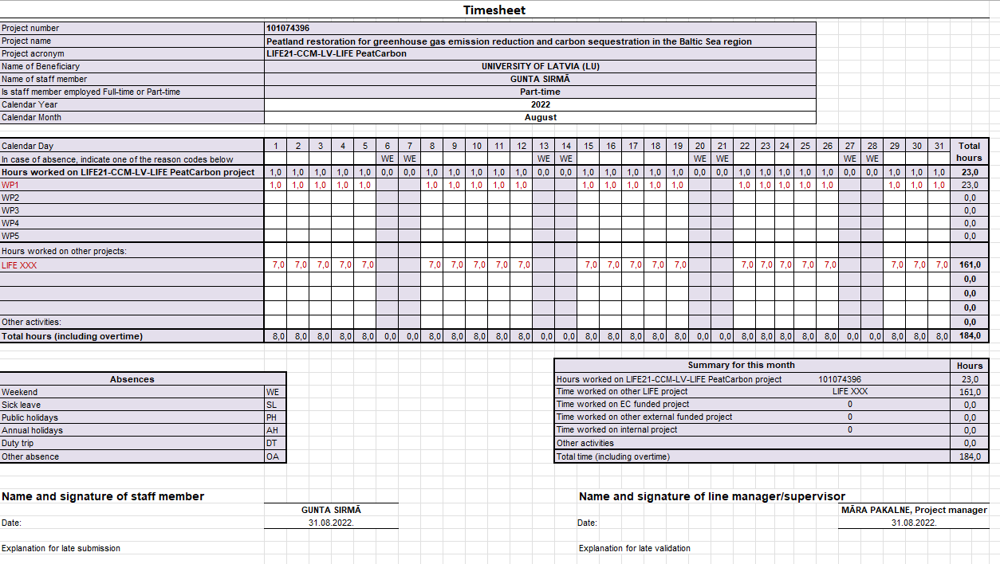 Timesheet
Project number 101074396
Project name Peatland restoration for greenhouse gas emission reduction and carbon sequestration in the Baltic Sea region
Project acronym LIFE21-CCM-LV-LIFE PeatCarbon
Name of Beneficiary UNIVERSITY OF LATVIA (LU)
Name of staff member GUNTA SIRMĀ
Is staff member employed Full-time or Part-time Part-time
Calendar Year 2022
Calendar Month August
Calendar Day 1 2 3 4 5 6 7 8 9 10 11 12 13 14 15 16 17 18 19 20 21 22 23 24 25 26 27 28 29 30 31 Total hours
In case of absence, indicate one of the reason codes below WE WE WE WE WE WE WE WE
Hours worked on LIFE21-CCM-LV-LIFE PeatCarbon project 1,0 1,0 1,0 1,0 1,0 0,0 0,0 1,0 1,0 1,0 1,0 1,0 0,0 0,0 1,0 1,0 1,0 1,0 1,0 0,0 0,0 1,0 1,0 1,0 1,0 1,0 0,0 0,0 1,0 1,0 1,0 23,0
WP1 1,0 1,0 1,0 1,0 1,0 1,0 1,0 1,0 1,0 1,0 1,0 1,0 1,0 1,0 1,0 1,0 1,0 1,0 1,0 1,0 1,0 1,0 1,0 23,0
WP2 0,0
WP3 0,0
WP4 0,0
WP5 0,0
Hours worked on other projects:
LIFE XXX 7,0 7,0 7,0 7,0 7,0 7,0 7,0 7,0 7,0 7,0 7,0 7,0 7,0 7,0 7,0 7,0 7,0 7,0 7,0 7,0 7,0 7,0 7,0 161,0
0,0
0,0
0,0
Other activities: 0,0
Total hours (including overtime) 8,0 8,0 8,0 8,0 8,0 0,0 0,0 8,0 8,0 8,0 8,0 8,0 0,0 0,0 8,0 8,0 8,0 8,0 8,0 0,0 0,0 8,0 8,0 8,0 8,0 8,0 0,0 0,0 8,0 8,0 8,0 184,0
Absences
Weekend WE
Sick leave SL
Public holidays PH
Annual holidays AH
Duty trip DT
Other absence OA
Summary for this month Hours
Hours worked on LIFE21-CCM-LV-LIFE PeatCarbon project 101074396 23,0
Time worked on other LIFE project LIFE XXX 161,0
Time worked on EC funded project 0 0,0
Time worked on other external funded project 0 0,0
Time worked on internal project 0 0,0
Other activities 0,0
Total time (including overtime) 184,0
Name and signature of staff member
GUNTA SIRMĀ
Date: 31.08.2022.
Explanation for late submission
Name and signature of line manager/supervisor
MĀRA PAKALNE, Project manager
Date: 31.08.2022.
Explanation for late validation